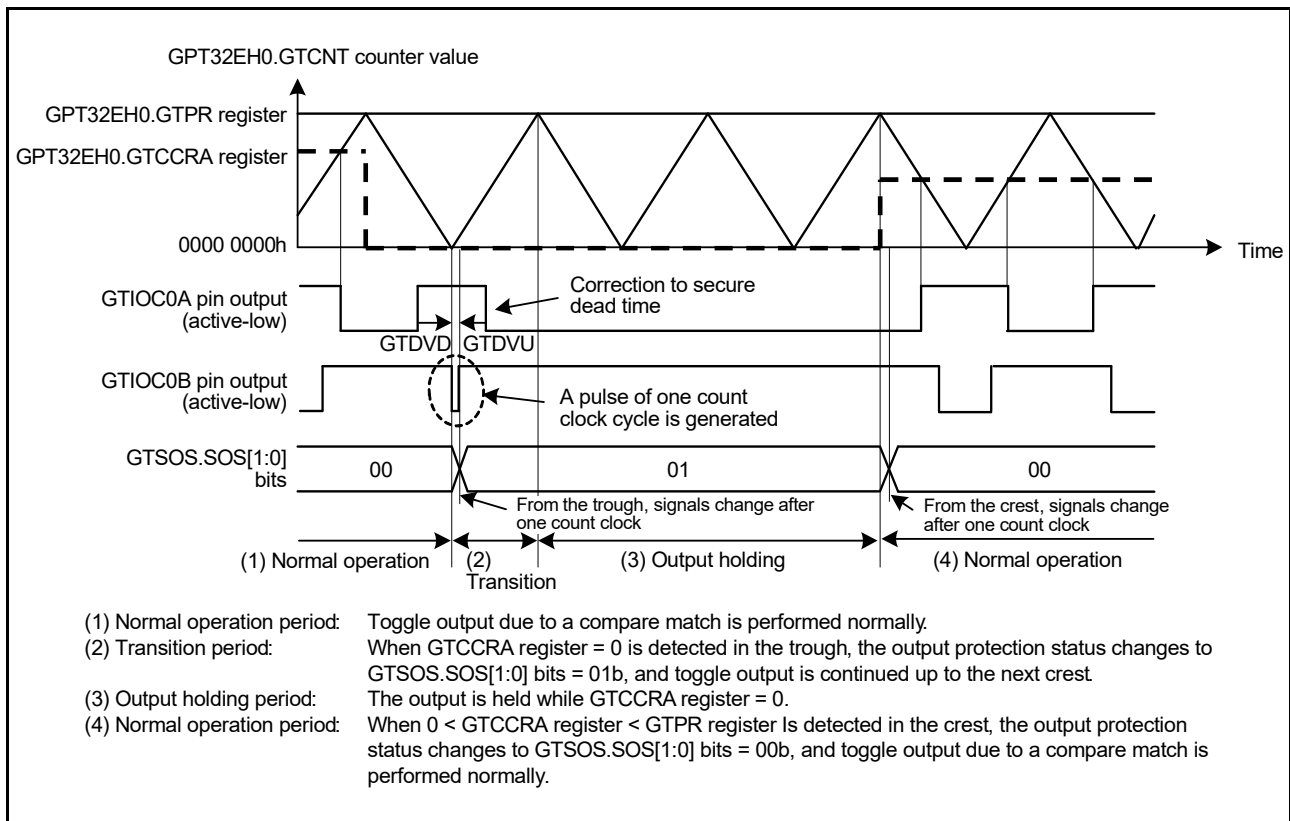 GPT32EH0.GTCNT counter value
GPT32EH0.GTPR register
GPT32EH0.GTCCRA register
0000 0000h
Time
GTIOC0A pin output
(active-low)
Correction to secure
dead time
GTDVD
GTDVU
GTIOC0B pin output
(active-low)
A pulse of one count
clock cycle is generated
GTSOS.SOS[1:0]
bits
00
01
00
From the trough, signals change after
one count clock
From the crest, signals change
after one count clock
(1) Normal operation
(2)
Transition
(3) Output holding
(4) Normal operation
(1) Normal operation period: Toggle output due to a compare match is performed normally.
(2) Transition period: When GTCCRA register = 0 is detected in the trough, the output protection status changes to
GTSOS.SOS[1:0] bits = 01b, and toggle output is continued up to the next crest.
(3) Output holding period: The output is held while GTCCRA register = 0.
(4) Normal operation period: When 0 < GTCCRA register < GTPR register Is detected in the crest, the output protection
status changes to GTSOS.SOS[1:0] bits = 00b, and toggle output due to a compare match is
performed normally.